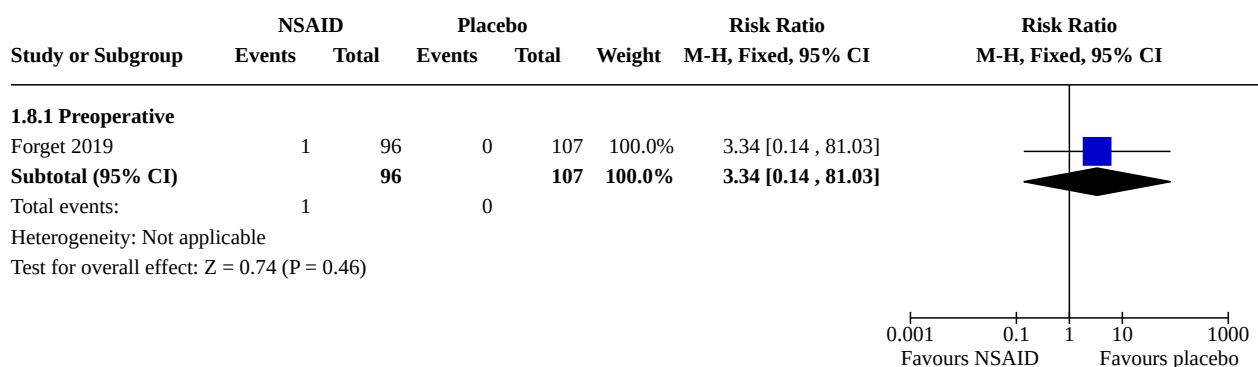 NSAID Placebo Risk Ratio Risk Ratio
Study or Subgroup Events Total Events Total Weight M-H, Fixed, 95% CI M-H, Fixed, 95% CI
1.8.1 Preoperative
Forget 2019 1 96 0 107 100.0% 3.34 [0.14 , 81.03]
Subtotal (95% CI) 96 107 100.0% 3.34 [0.14 , 81.03]
Total events: 1 0
Heterogeneity: Not applicable
Test for overall effect: Z = 0.74 (P = 0.46)
0.001 0.1 1 10 1000
Favours NSAID Favours placebo